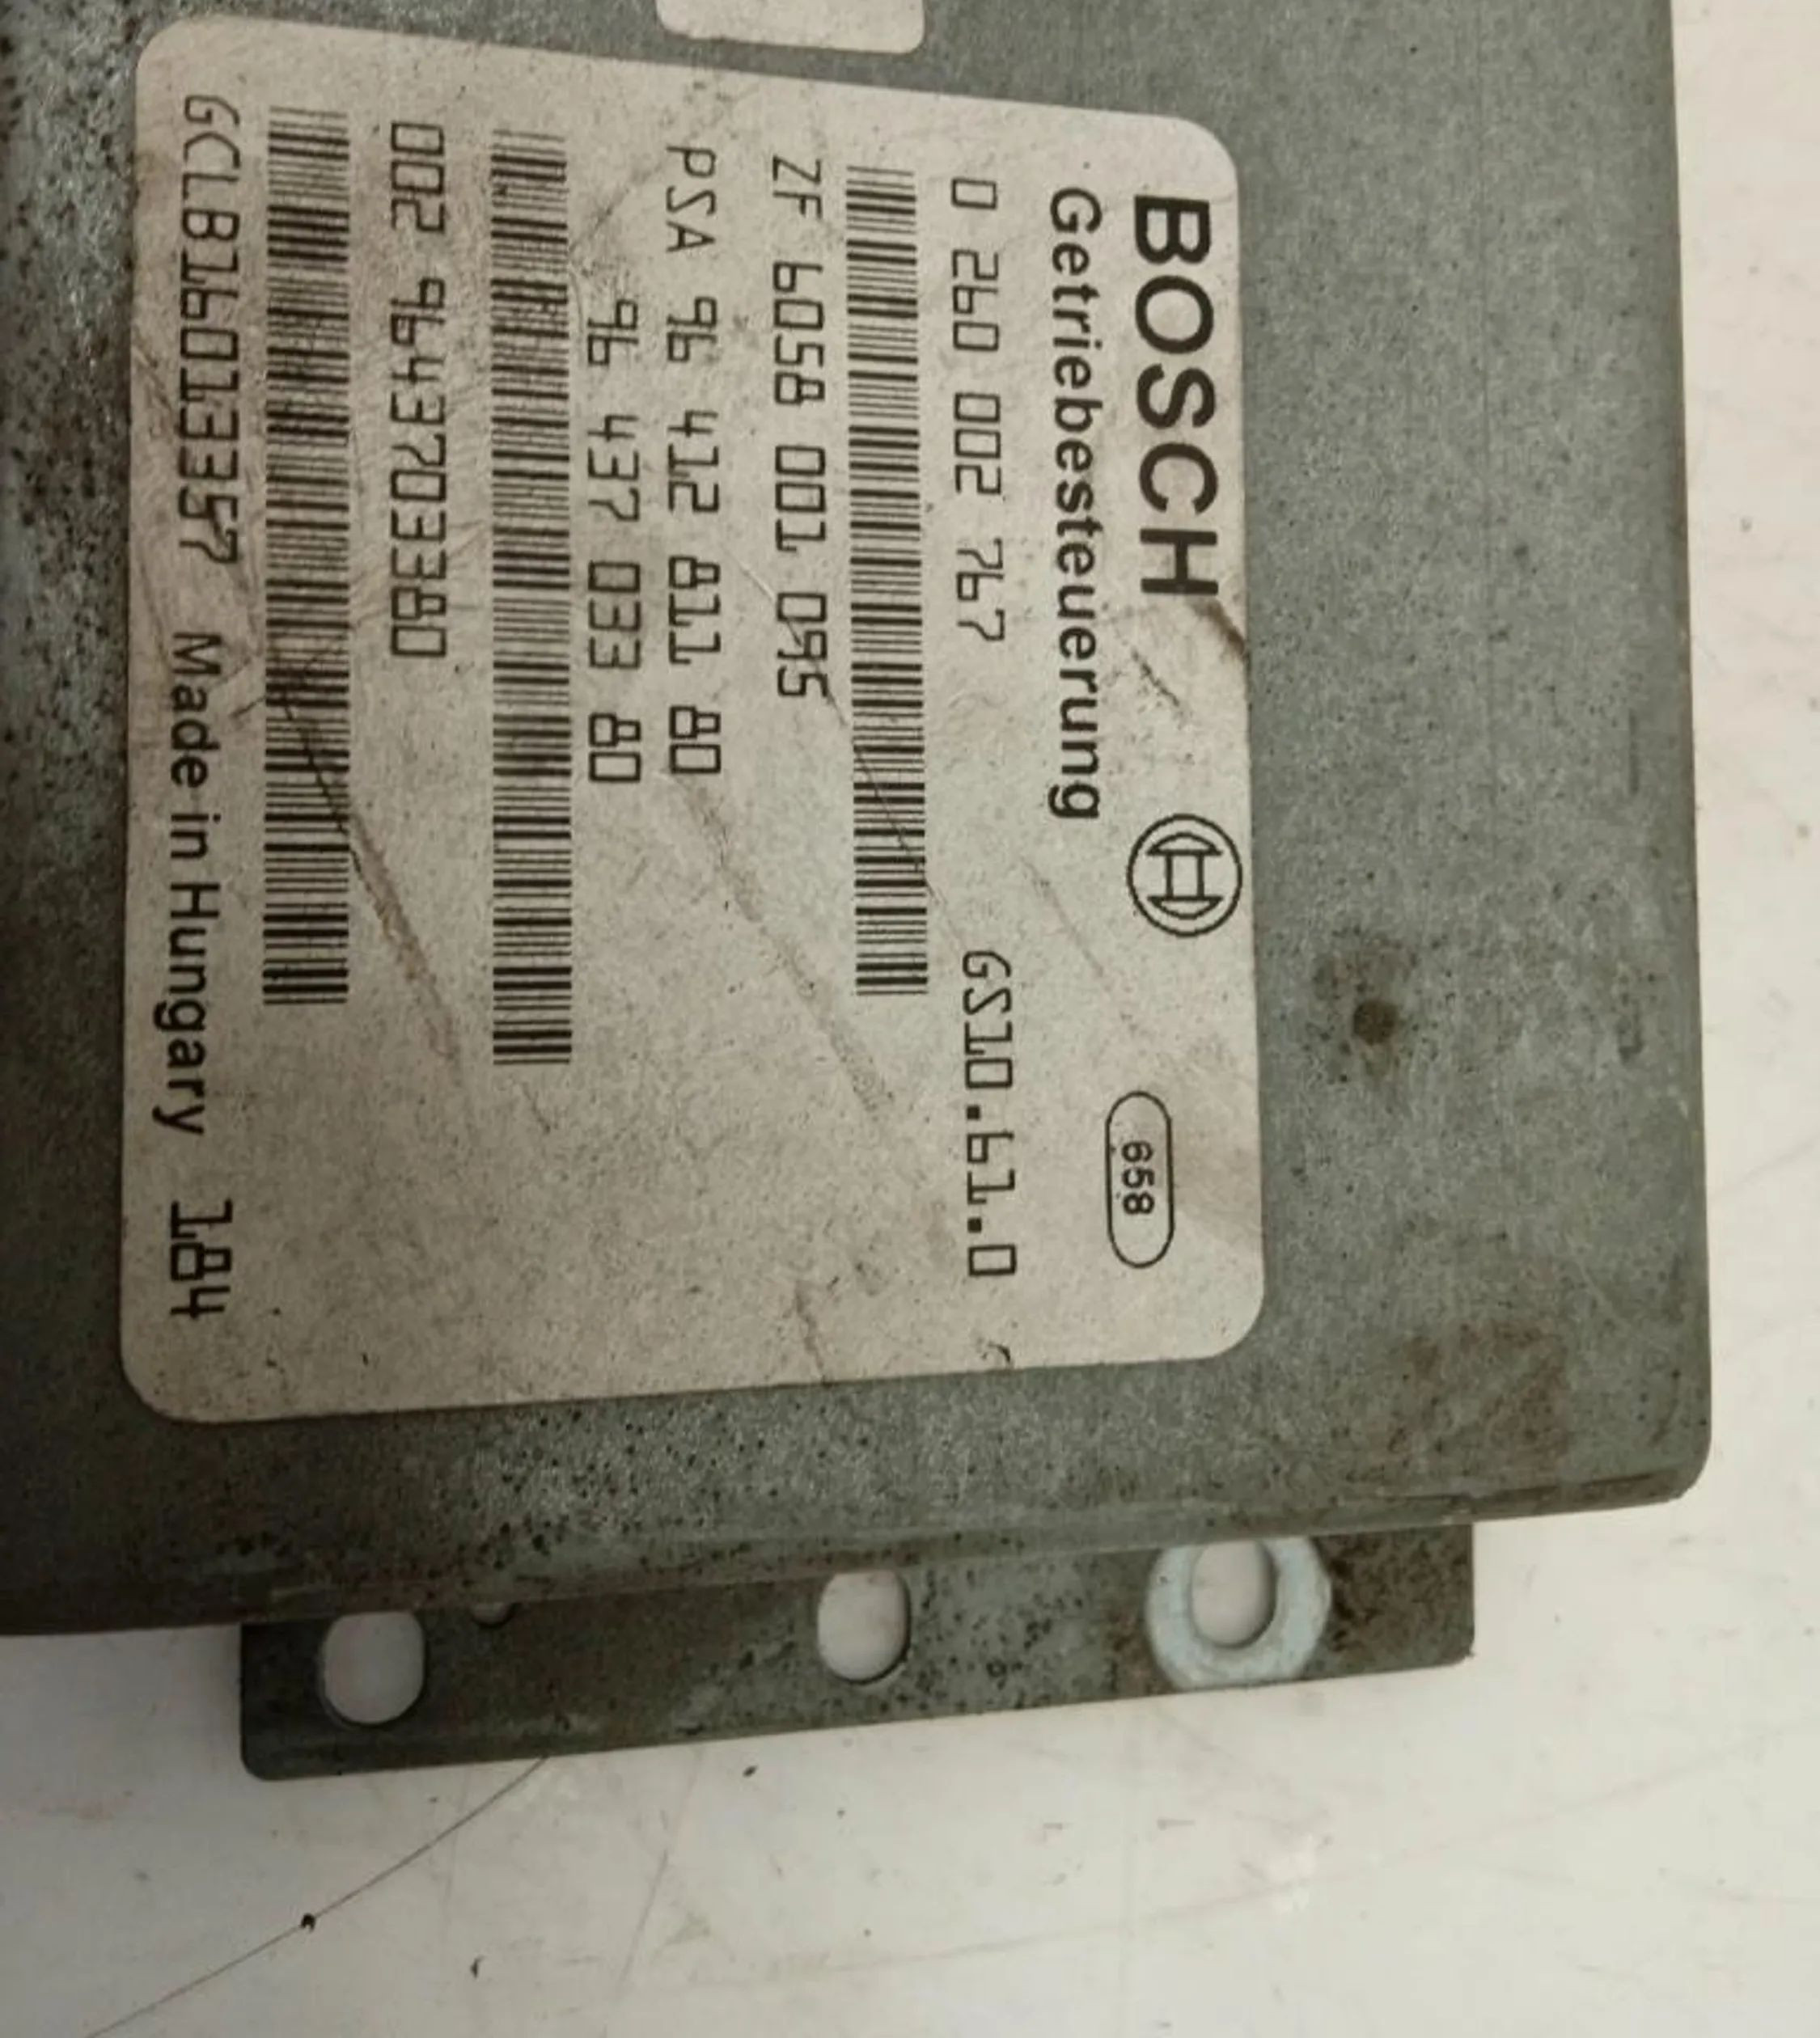 BOSCH
Getriebesteuerung
658
0 260 002 767 GS10.61.0
ZF 6058 001 095
PSA 96 412 811 80
96 437 033 80
002 9643703380
GCLB16013357 Made in Hungary 184